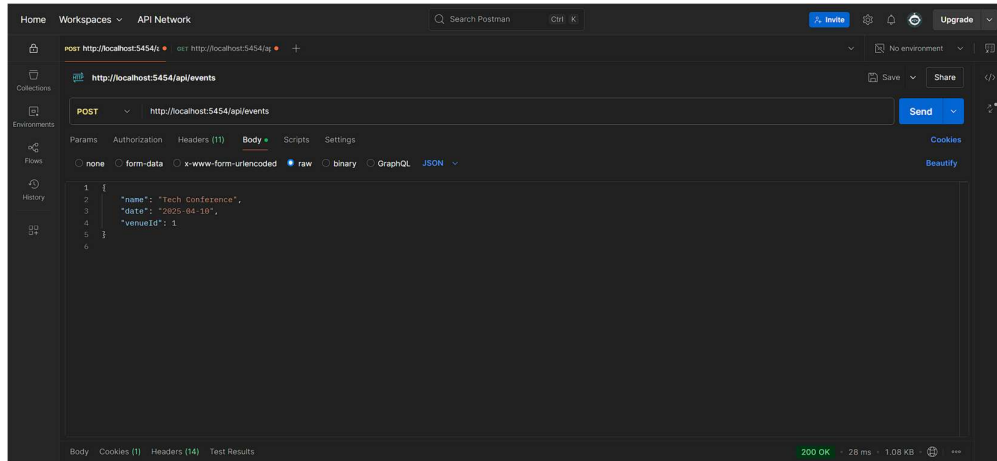 Home Workspaces API Network Search Postman Ctrl K Invite Upgrade
POST http://localhost:5454/a GET http://localhost:5454/ap + No environment
HTTP http://localhost:5454/api/events Save Share
POST http://localhost:5454/api/events Send
Params Authorization Headers (11) Body Scripts Settings Cookies
none form-data x-www-form-urlencoded raw binary GraphQL JSON Beautify
Collections
Environments
Flows
History
1 {
2 "name": "Tech Conference",
3 "date": "2025-04-10",
4 "venueId": 1
5 }
6
Body Cookies (1) Headers (14) Test Results 200 OK 28 ms 1.08 KB